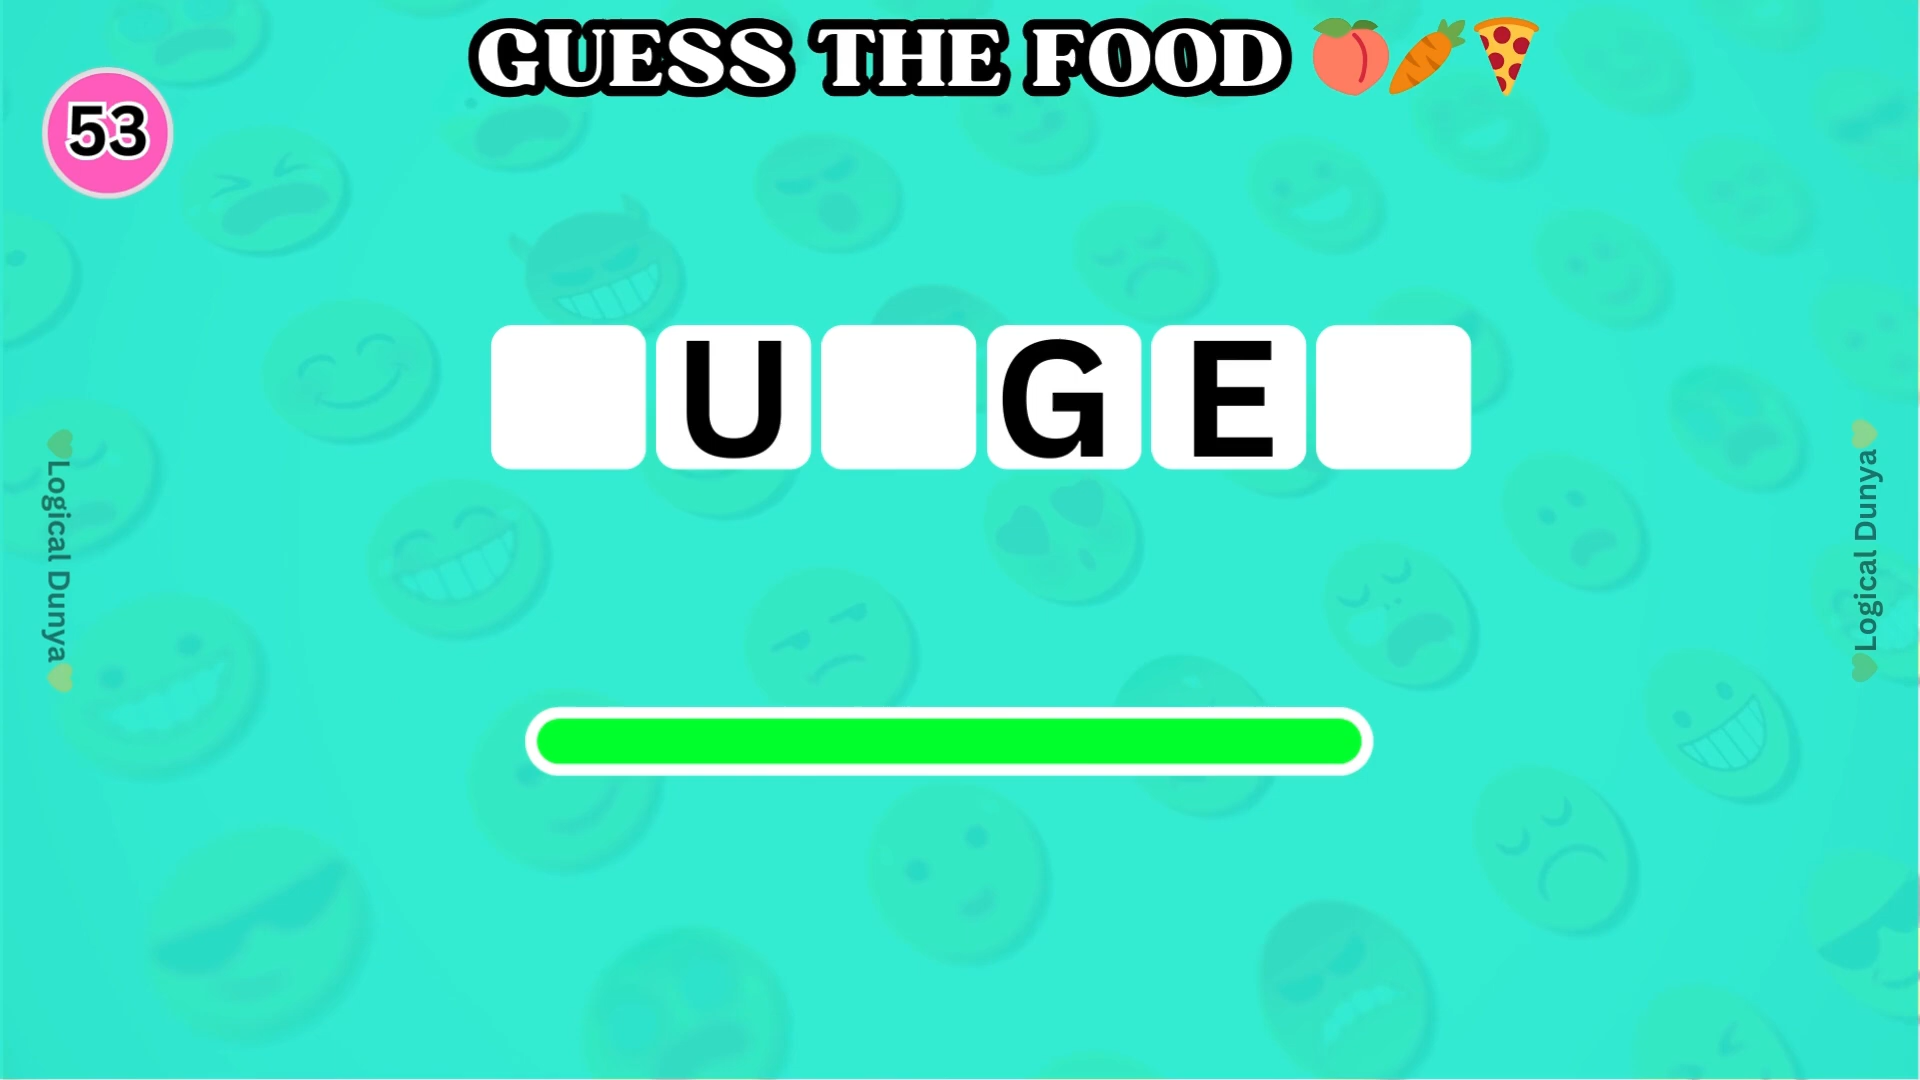 GUESS THE FOOD 🍑🥕🍕
53
U G E
Logical Dunya
Logical Dunya